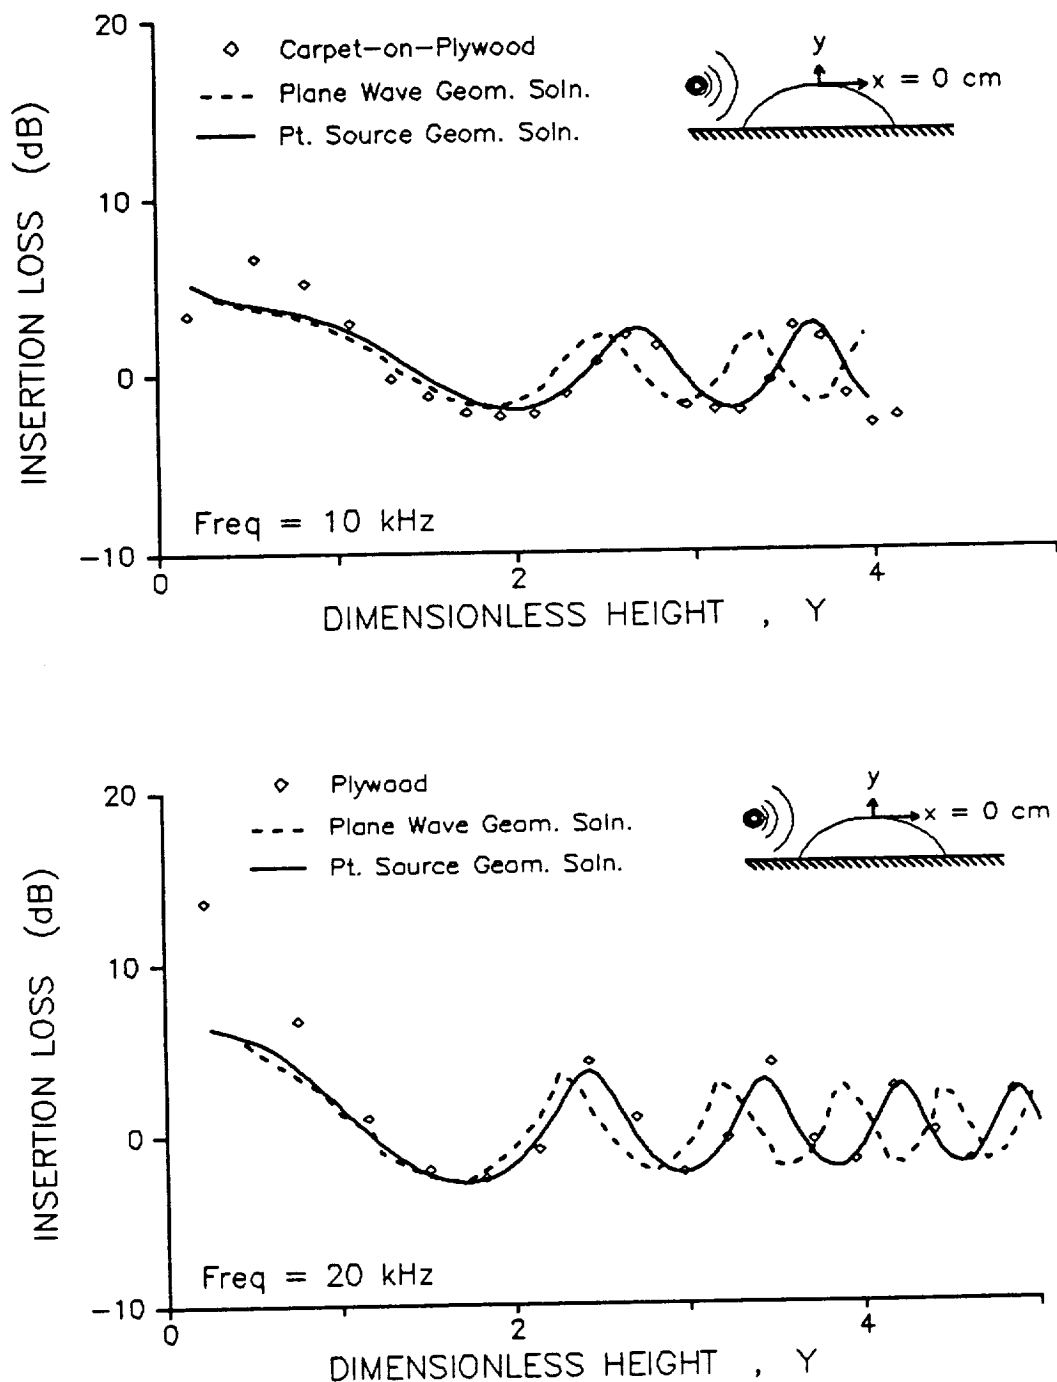 20
10
0
-10
INSERTION LOSS (dB)
Carpet-on-Plywood
Plane Wave Geom. Soln.
Pt. Source Geom. Soln.
y
x = 0 cm
Freq = 10 kHz
0
2
4
DIMENSIONLESS HEIGHT , Y
20
10
0
-10
INSERTION LOSS (dB)
Plywood
Plane Wave Geom. Soln.
Pt. Source Geom. Soln.
y
x = 0 cm
Freq = 20 kHz
0
2
4
DIMENSIONLESS HEIGHT , Y